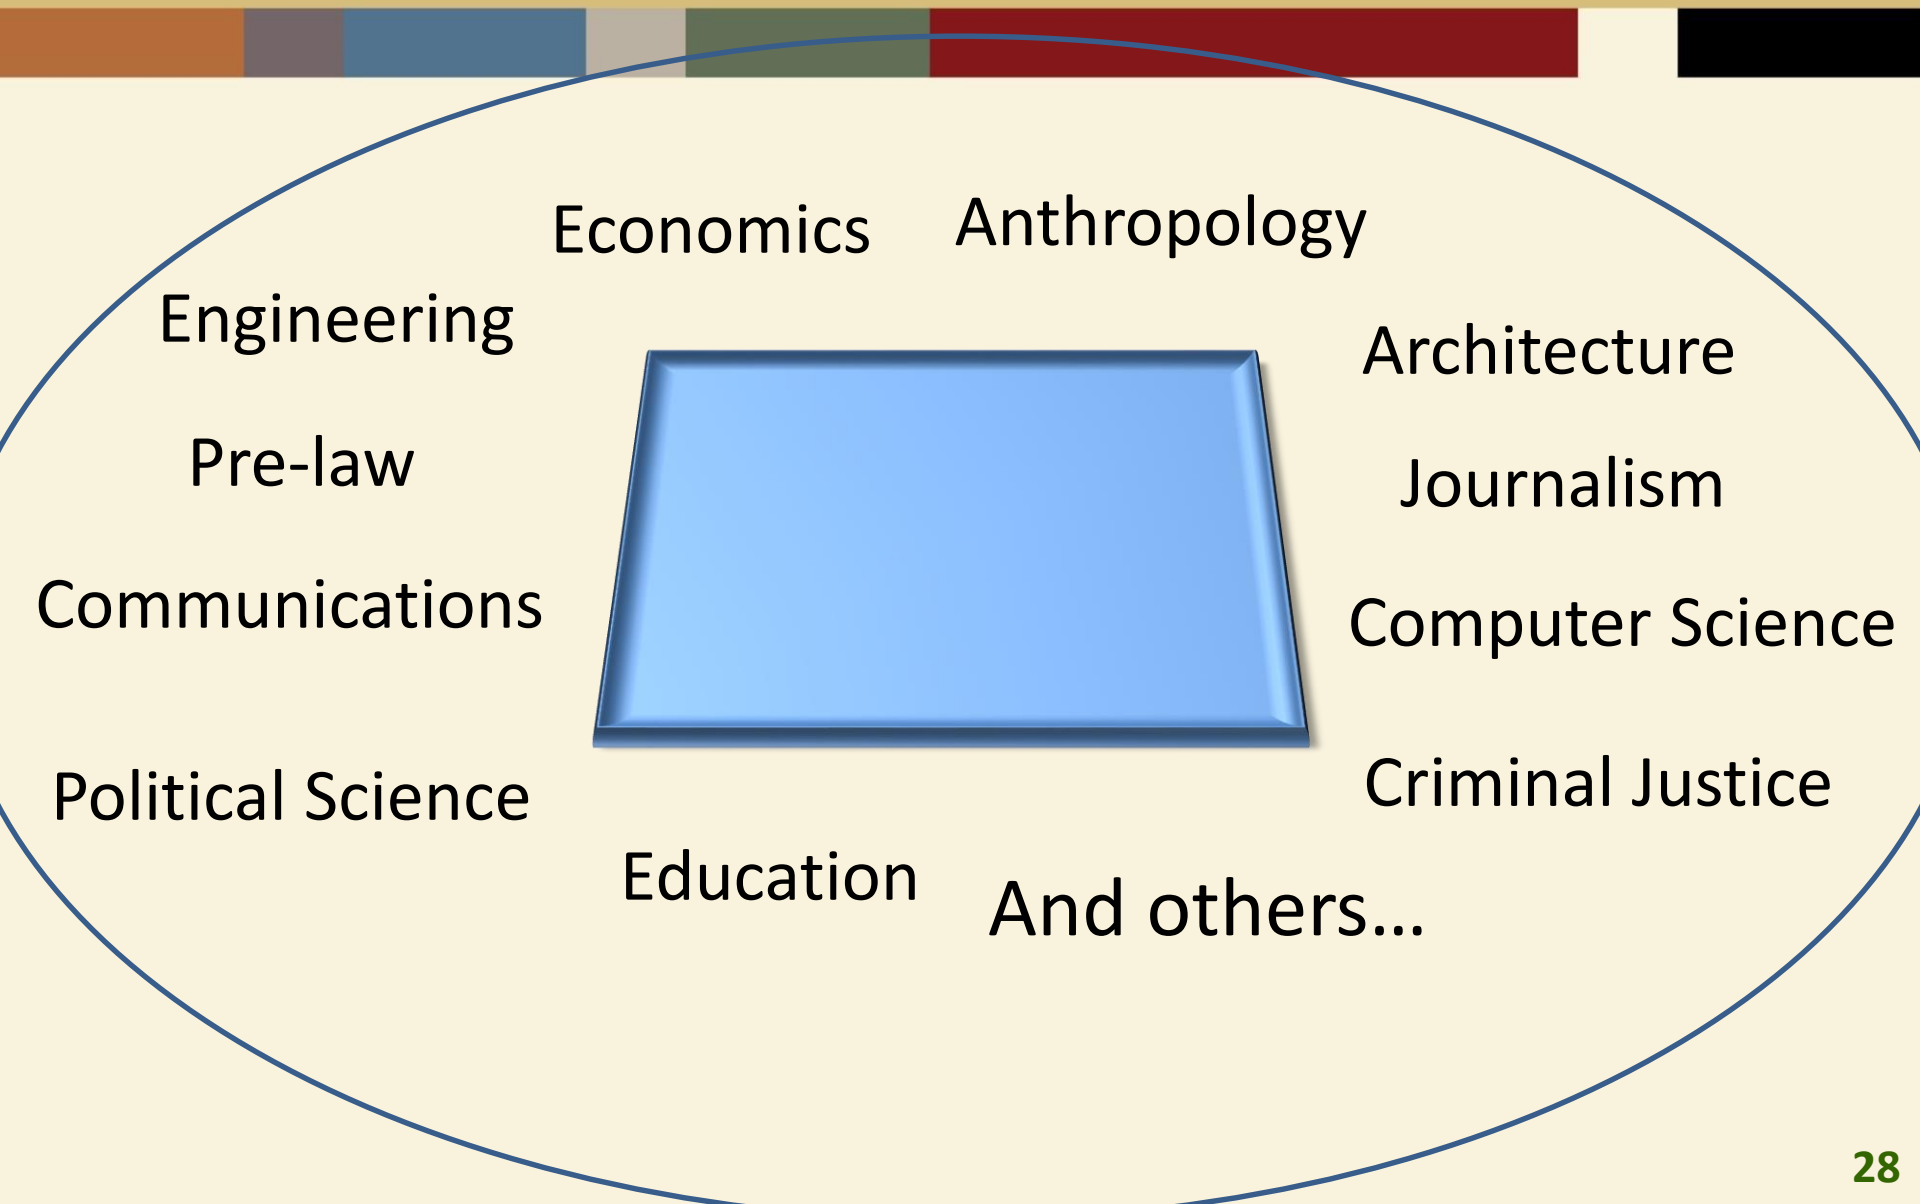 Economics
Anthropology
Engineering
Architecture
Pre-law
Journalism
Communications
Computer Science
Political Science
Criminal Justice
Education
And others…
28